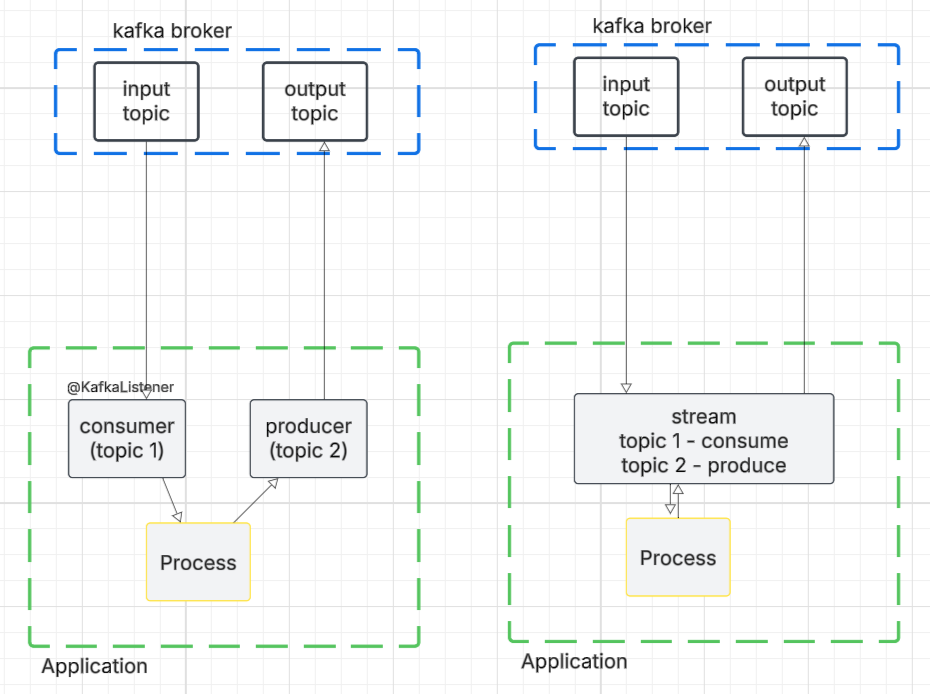 kafka broker
input
topic
output
topic
@KafkaListener
consumer
(topic 1)
producer
(topic 2)
Process
Application
kafka broker
input
topic
output
topic
stream
topic 1 - consume
topic 2 - produce
Process
Application